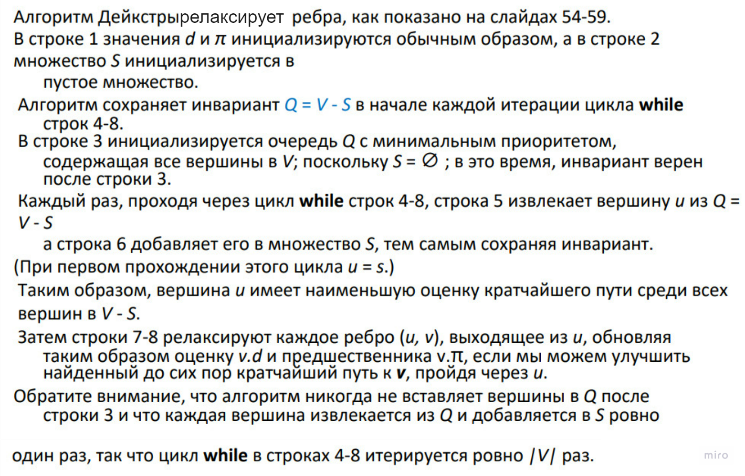 Алгоритм Дейкстрырелаксирует ребра, как показано на слайдах 54-59.
В строке 1 значения d и π инициализируются обычным образом, а в строке 2
множество S инициализируется в
пустое множество.
Алгоритм сохраняет инвариант Q = V - S в начале каждой итерации цикла while
строк 4-8.
В строке 3 инициализируется очередь Q с минимальным приоритетом,
содержащая все вершины в V; поскольку S = ∅ ; в это время, инвариант верен
после строки 3.
Каждый раз, проходя через цикл while строк 4-8, строка 5 извлекает вершину u из Q =
V - S
а строка 6 добавляет его в множество S, тем самым сохраняя инвариант.
(При первом прохождении этого цикла u = s.)
Таким образом, вершина u имеет наименьшую оценку кратчайшего пути среди всех
вершин в V - S.
Затем строки 7-8 релаксируют каждое ребро (u, v), выходящее из u, обновляя
таким образом оценку v.d и предшественника v.π, если мы можем улучшить
найденный до сих пор кратчайший путь к v, пройдя через u.
Обратите внимание, что алгоритм никогда не вставляет вершины в Q после
строки 3 и что каждая вершина извлекается из Q и добавляется в S ровно
один раз, так что цикл while в строках 4-8 итерируется ровно |V| раз.
miro